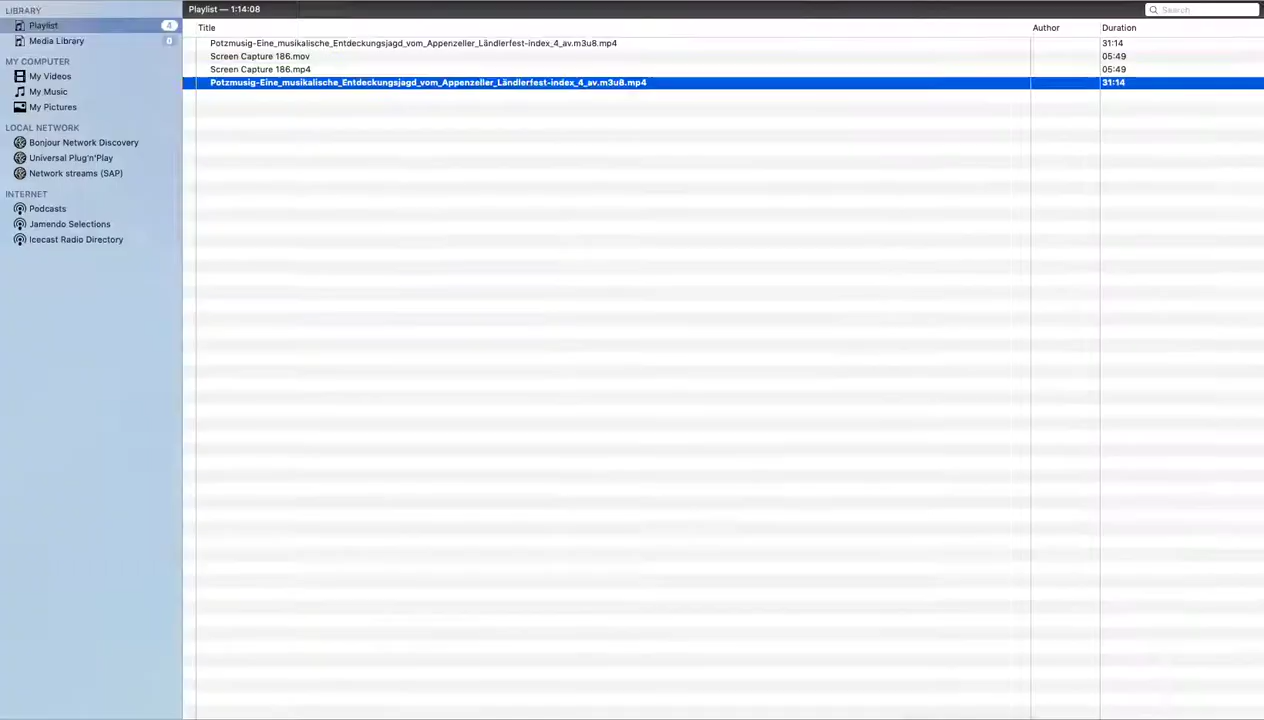 LIBRARY
Playlist 4
Media Library 0
MY COMPUTER
My Videos
My Music
My Pictures
LOCAL NETWORK
Bonjour Network Discovery
Universal Plug'n'Play
Network streams (SAP)
INTERNET
Podcasts
Jamendo Selections
Icecast Radio Directory
Playlist — 1:14:08
Search
Title Author Duration
Potzmusig-Eine_musikalische_Entdeckungsjagd_vom_Appenzeller_Ländlerfest-index_4_av.m3u8.mp4 31:14
Screen Capture 186.mov 05:49
Screen Capture 186.mp4 05:49
Potzmusig-Eine_musikalische_Entdeckungsjagd_vom_Appenzeller_Ländlerfest-index_4_av.m3u8.mp4 31:14